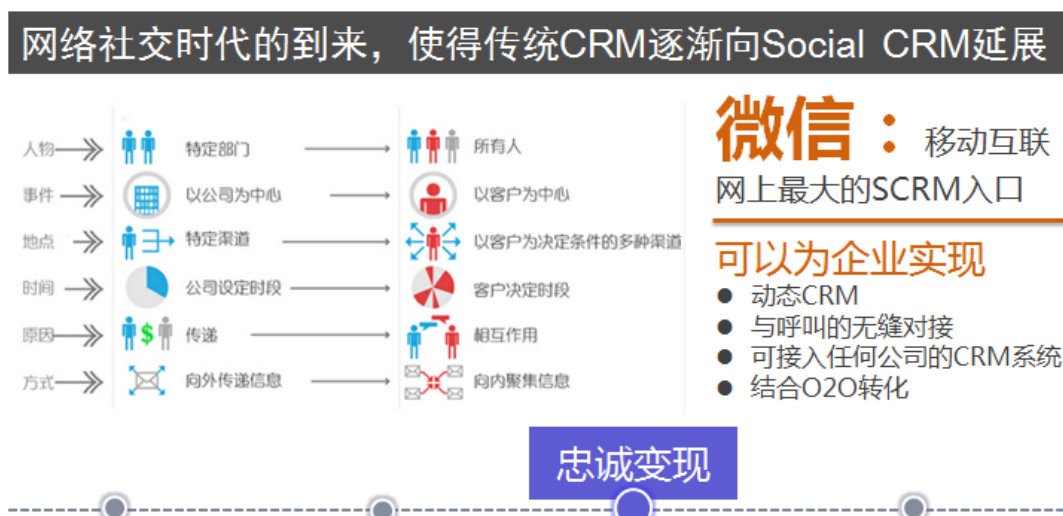 网络社交时代的到来，使得传统CRM逐渐向Social CRM延展
人物 特定部门 所有人
事件 以公司为中心 以客户为中心
地点 特定渠道 以客户为决定条件的多种渠道
时间 公司设定时段 客户决定时段
原因 $ 传递 相互作用
方式 向外传递信息 向内聚集信息
微信：移动互联
网上最大的SCRM入口
可以为企业实现
● 动态CRM
● 与呼叫的无缝对接
● 可接入任何公司的CRM系统
● 结合O2O转化
忠诚变现